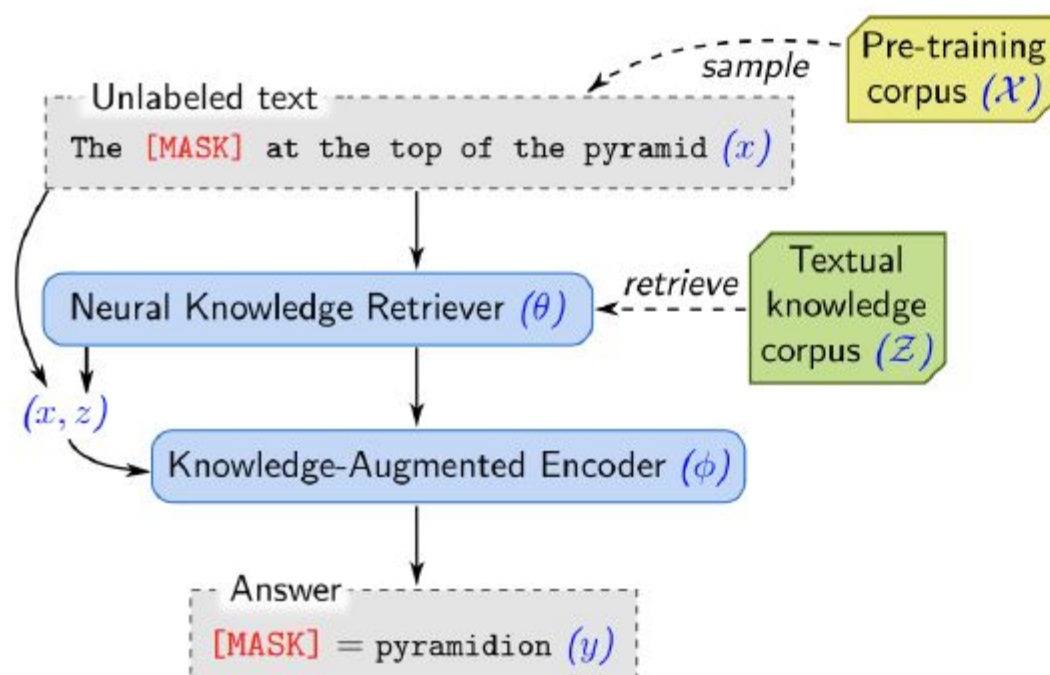 Pre-training
corpus (𝒳)
sample
Unlabeled text
The [MASK] at the top of the pyramid (x)
Textual
knowledge
corpus (𝒵)
retrieve
Neural Knowledge Retriever (θ)
(x, z)
Knowledge-Augmented Encoder (ϕ)
Answer
[MASK] = pyramidion (y)